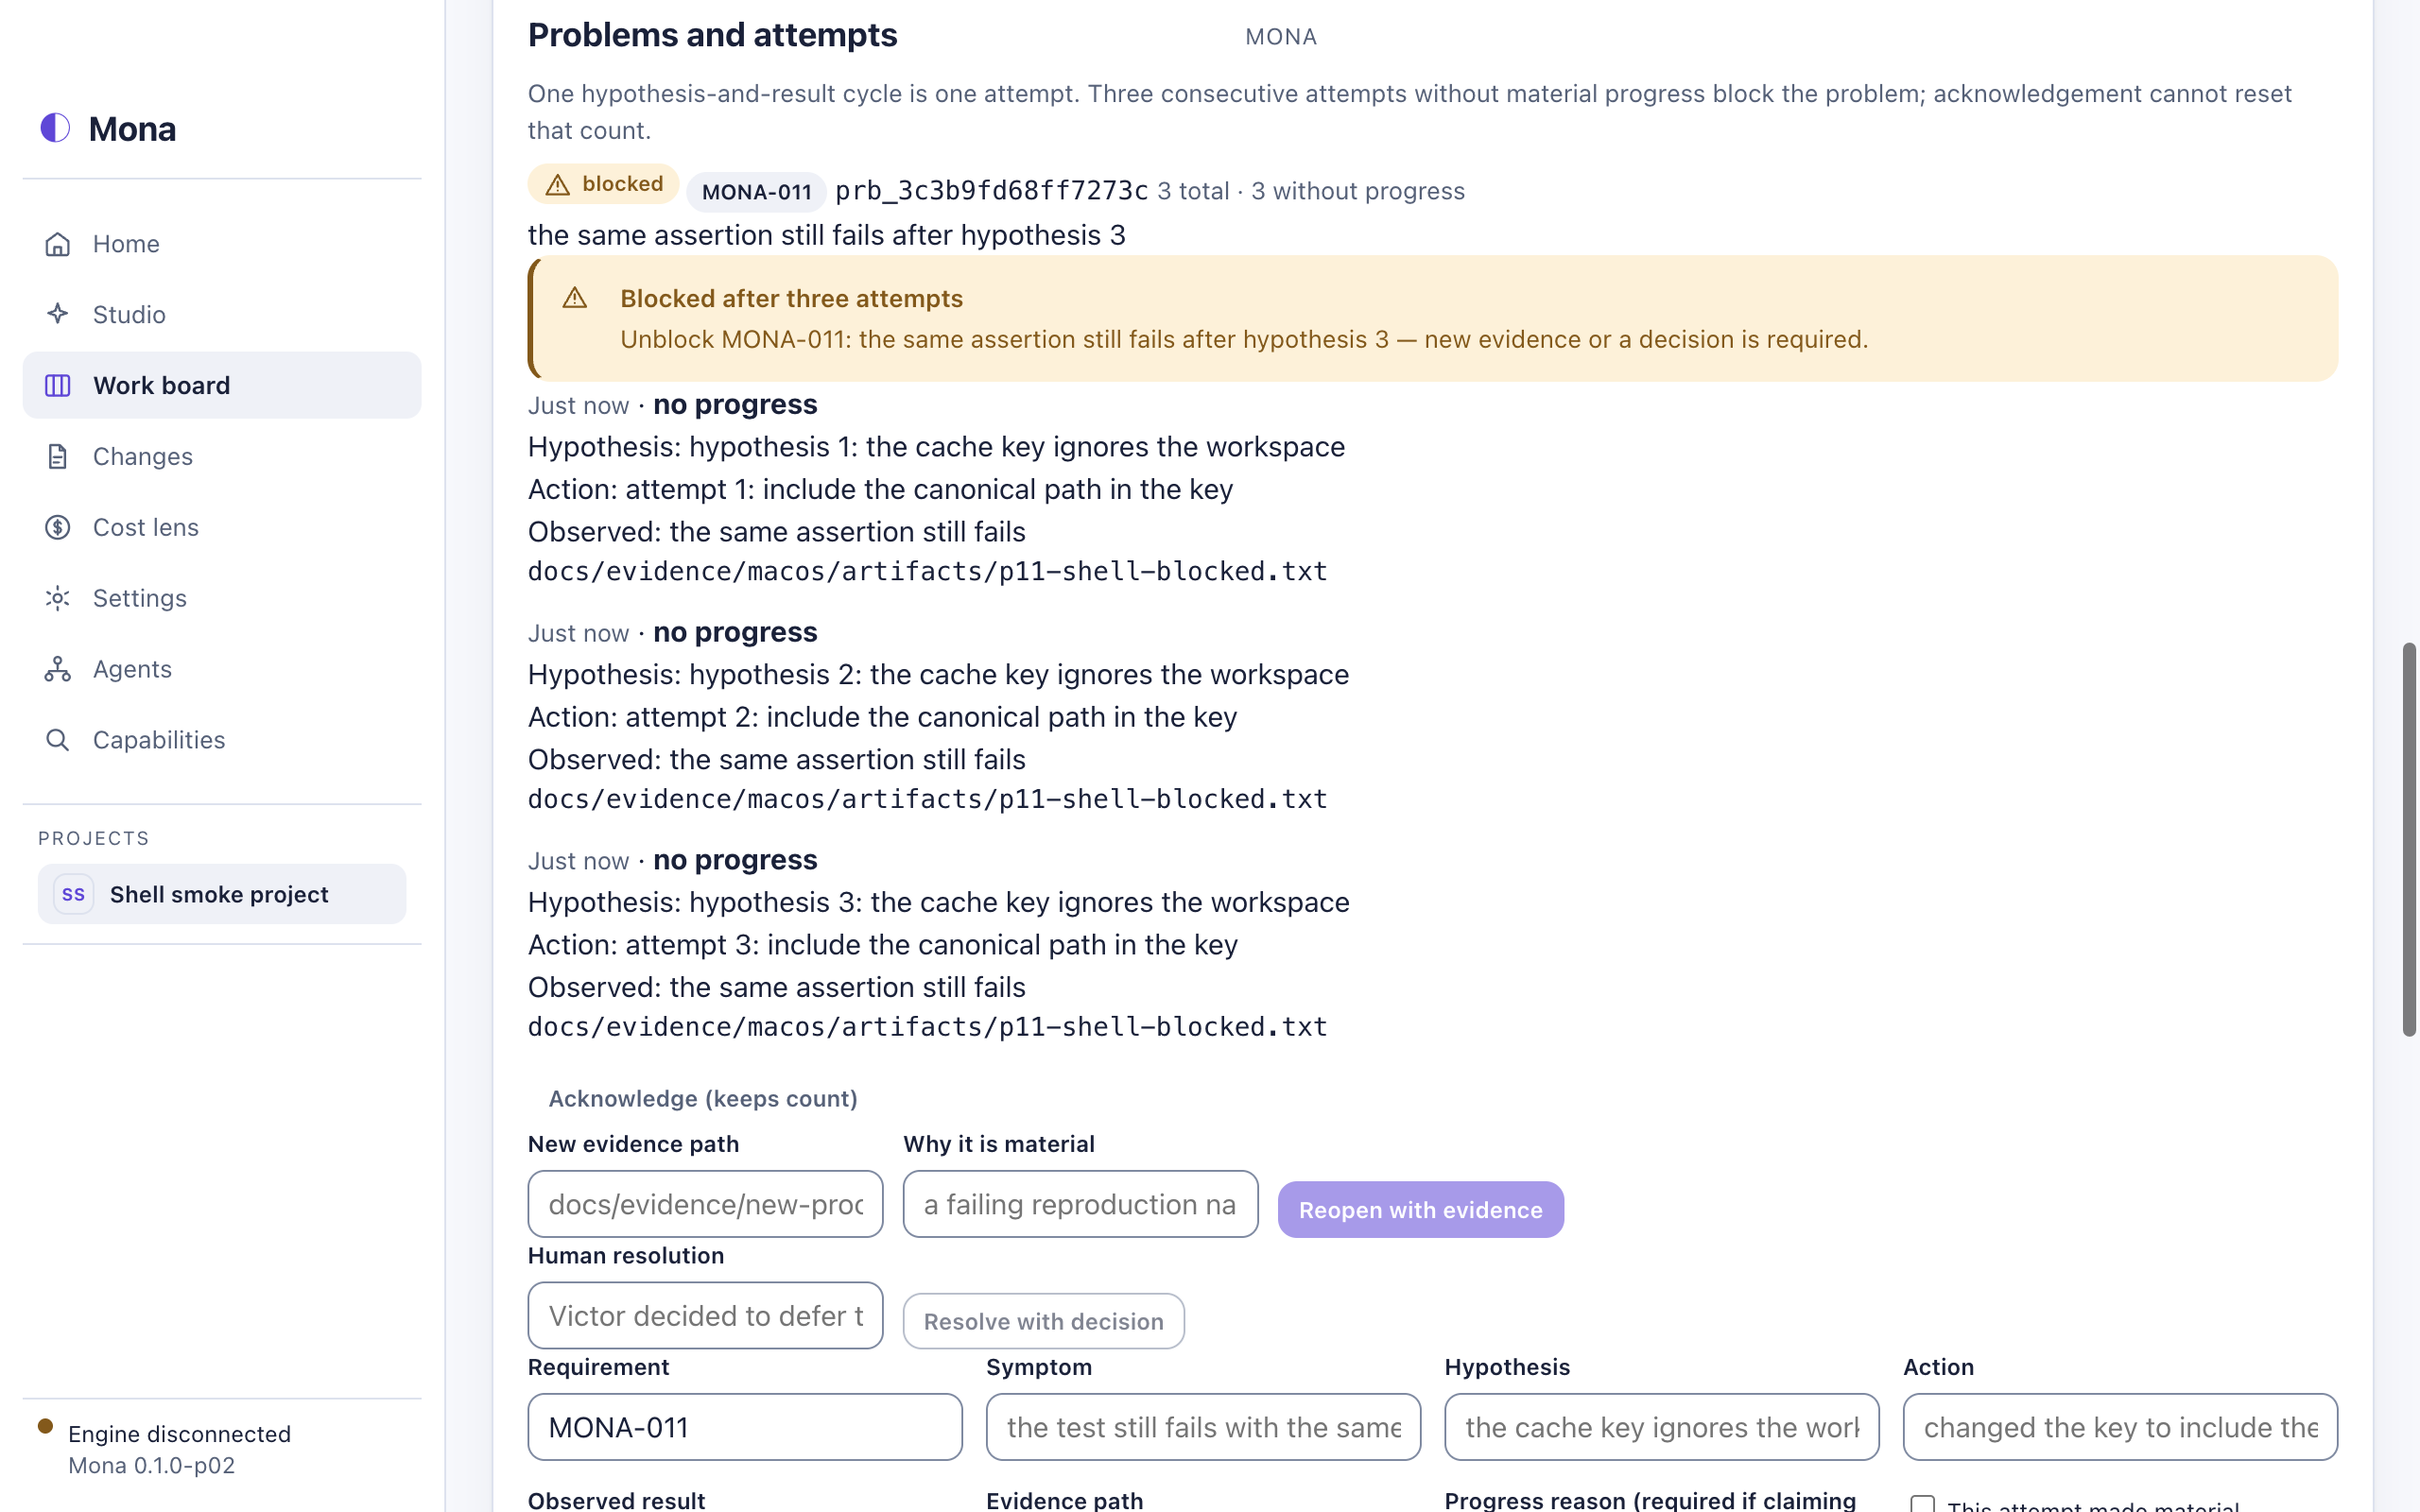 Mona
Home
Studio
Work board
Changes
Cost lens
Settings
Agents
Capabilities
PROJECTS
SS Shell smoke project
Engine disconnected
Mona 0.1.0-p02
Problems and attempts MONA
One hypothesis-and-result cycle is one attempt. Three consecutive attempts without material progress block the problem; acknowledgement cannot reset
that count.
blocked MONA-011 prb_3c3b9fd68ff7273c 3 total · 3 without progress
the same assertion still fails after hypothesis 3
Blocked after three attempts
Unblock MONA-011: the same assertion still fails after hypothesis 3 — new evidence or a decision is required.
Just now · no progress
Hypothesis: hypothesis 1: the cache key ignores the workspace
Action: attempt 1: include the canonical path in the key
Observed: the same assertion still fails
docs/evidence/macos/artifacts/p11-shell-blocked.txt
Just now · no progress
Hypothesis: hypothesis 2: the cache key ignores the workspace
Action: attempt 2: include the canonical path in the key
Observed: the same assertion still fails
docs/evidence/macos/artifacts/p11-shell-blocked.txt
Just now · no progress
Hypothesis: hypothesis 3: the cache key ignores the workspace
Action: attempt 3: include the canonical path in the key
Observed: the same assertion still fails
docs/evidence/macos/artifacts/p11-shell-blocked.txt
Acknowledge (keeps count)
New evidence path Why it is material
docs/evidence/new-proc a failing reproduction na Reopen with evidence
Human resolution
Victor decided to defer t Resolve with decision
Requirement Symptom Hypothesis Action
MONA-011 the test still fails with the same the cache key ignores the work changed the key to include the
Observed result Evidence path Progress reason (required if claiming This attempt made material